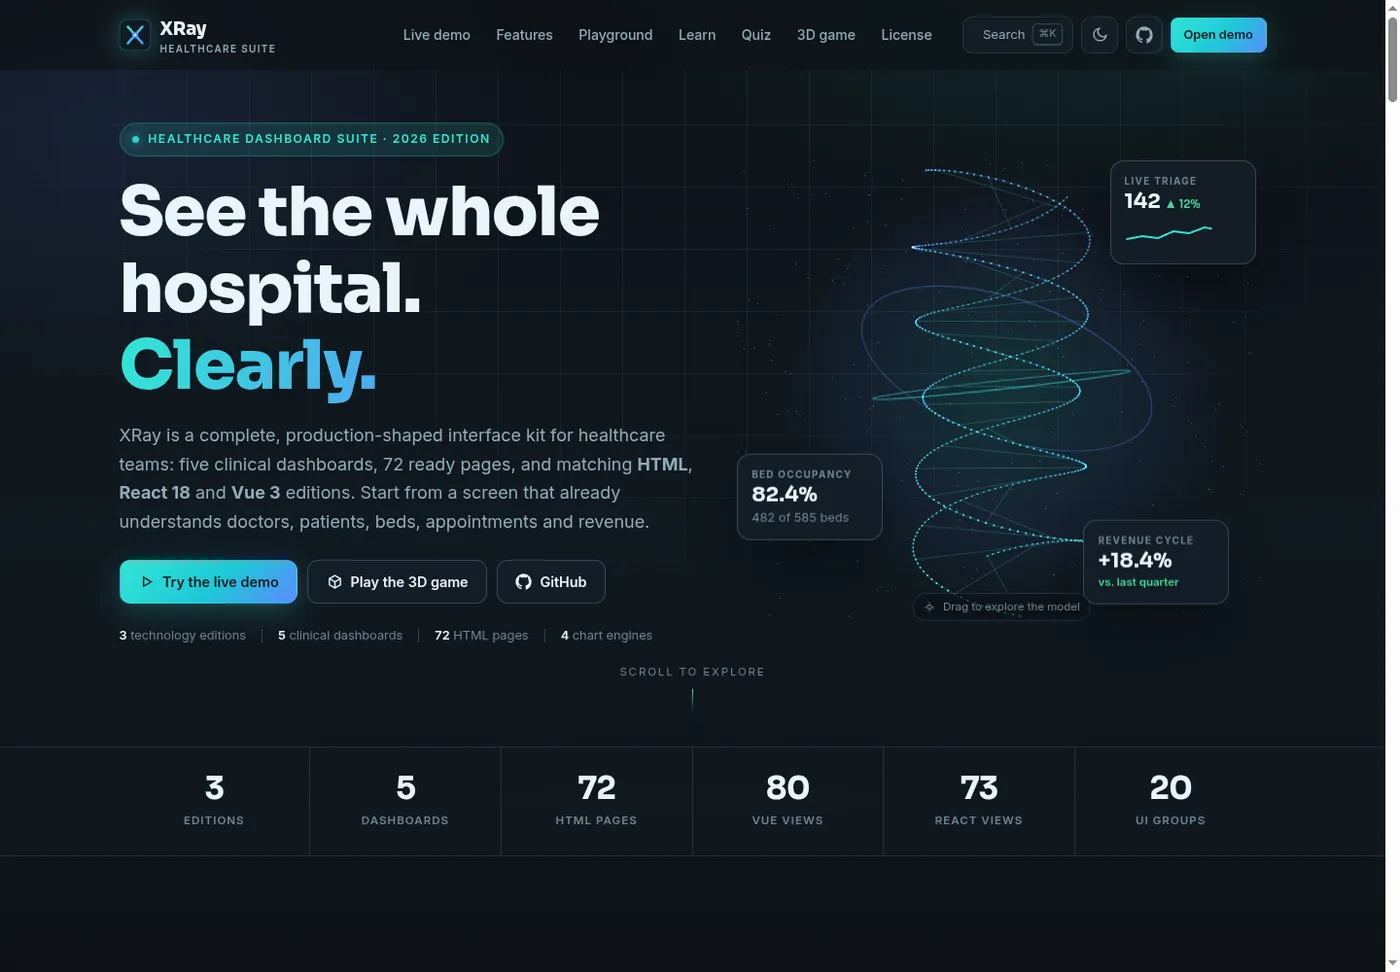 XRay
HEALTHCARE SUITE
Live demo
Features
Playground
Learn
Quiz
3D game
License
Search ⌘K
Open demo
HEALTHCARE DASHBOARD SUITE · 2026 EDITION
See the whole
hospital.
Clearly.
XRay is a complete, production-shaped interface kit for healthcare
teams: five clinical dashboards, 72 ready pages, and matching HTML,
React 18 and Vue 3 editions. Start from a screen that already
understands doctors, patients, beds, appointments and revenue.
Try the live demo
Play the 3D game
GitHub
3 technology editions
5 clinical dashboards
72 HTML pages
4 chart engines
LIVE TRIAGE
142 ▲ 12%
BED OCCUPANCY
82.4%
482 of 585 beds
REVENUE CYCLE
+18.4%
vs. last quarter
Drag to explore the model
SCROLL TO EXPLORE
3
EDITIONS
5
DASHBOARDS
72
HTML PAGES
80
VUE VIEWS
73
REACT VIEWS
20
UI GROUPS